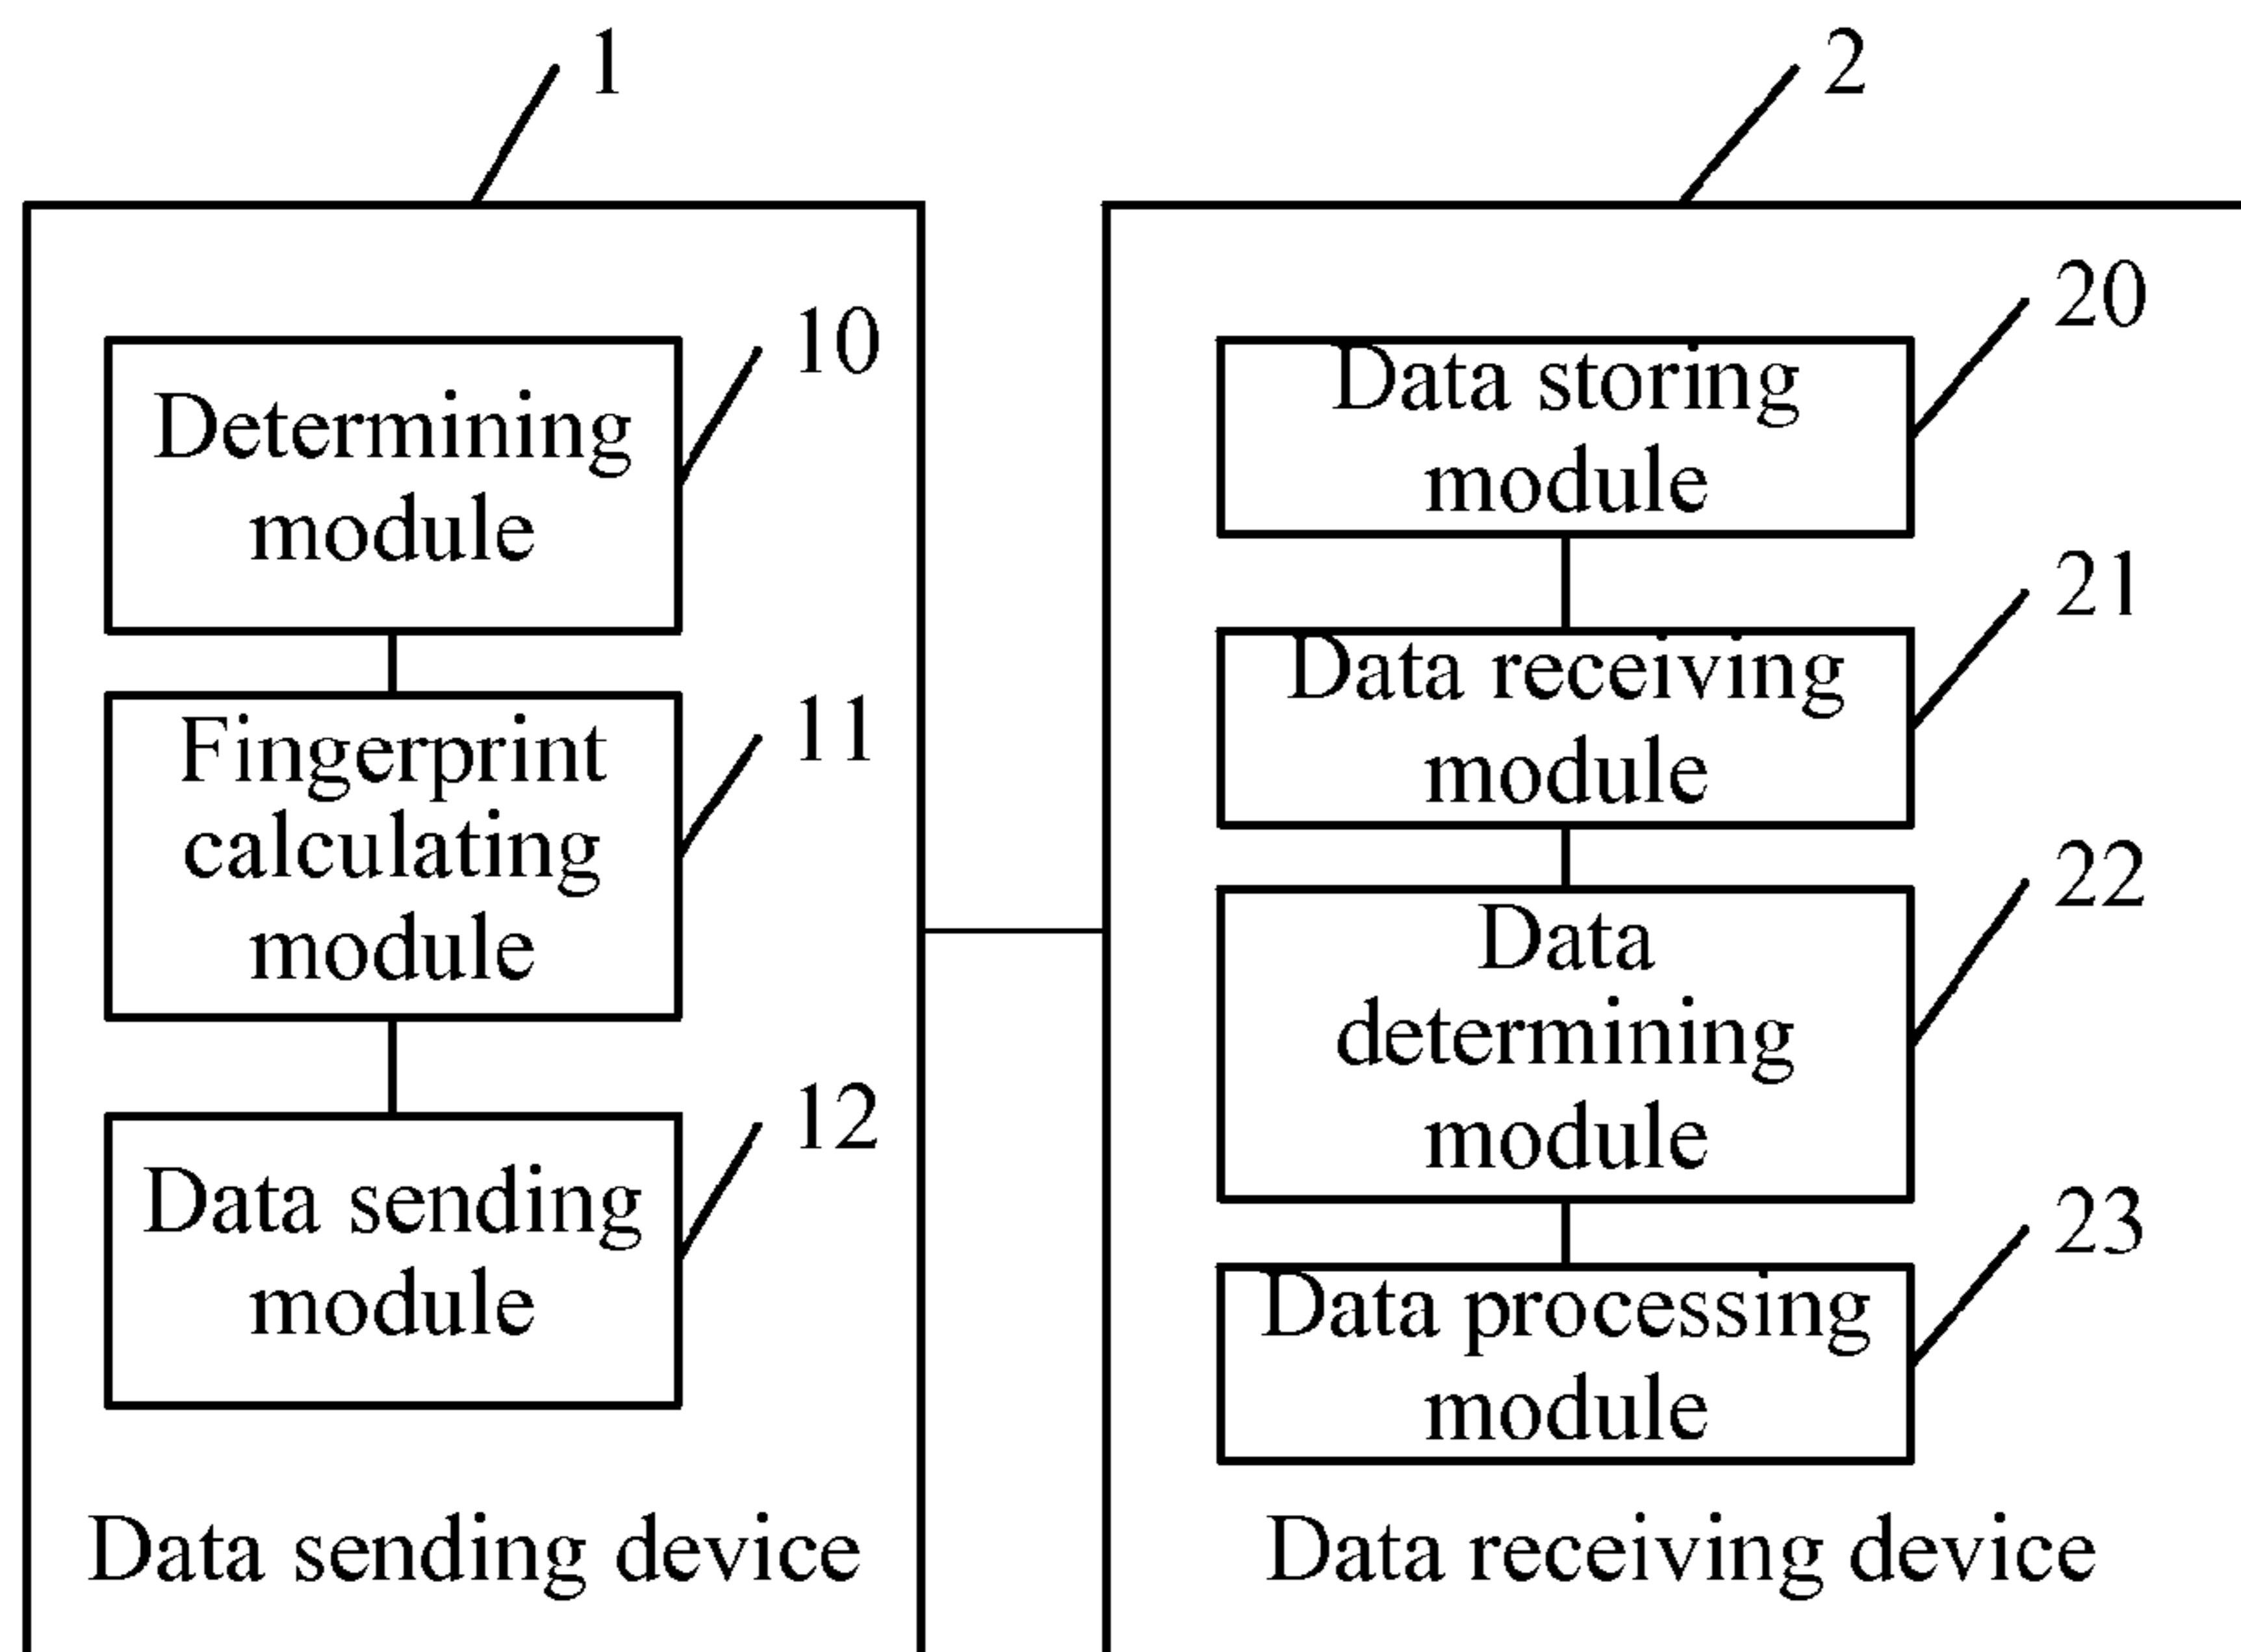 1
10
Determining
module
11
Fingerprint
calculating
module
12
Data sending
module
Data sending device
2
20
Data storing
module
21
Data receiving
module
22
Data
determining
module
23
Data processing
module
Data receiving device